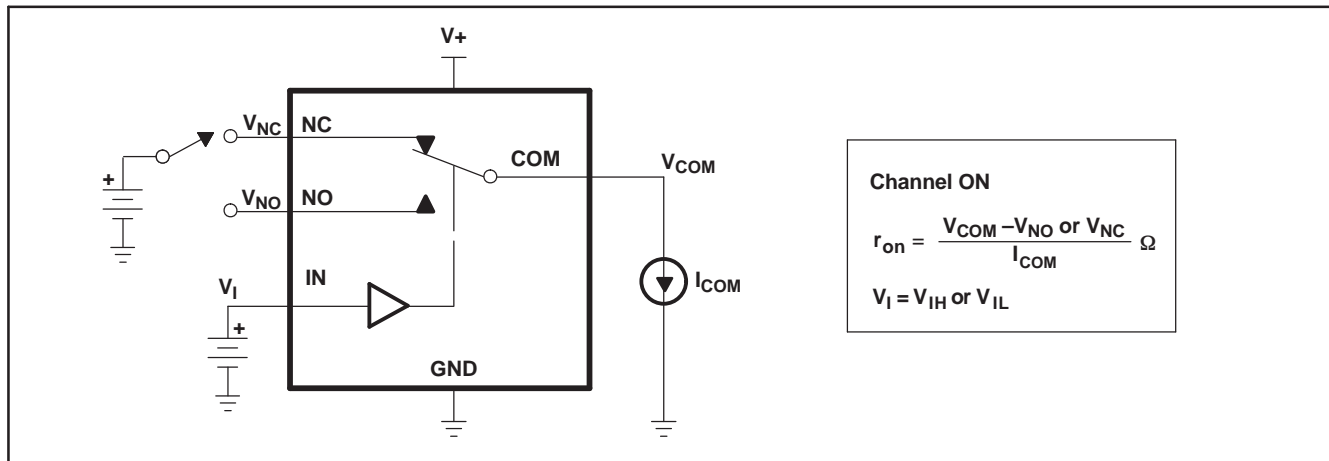 V+
VNC NC
COM
VCOM
+
VNO NO
VI
IN
+
ICOM
GND
Channel ON
ron = VCOM –VNO or VNC
ICOM
Ω
VI = VIH or VIL